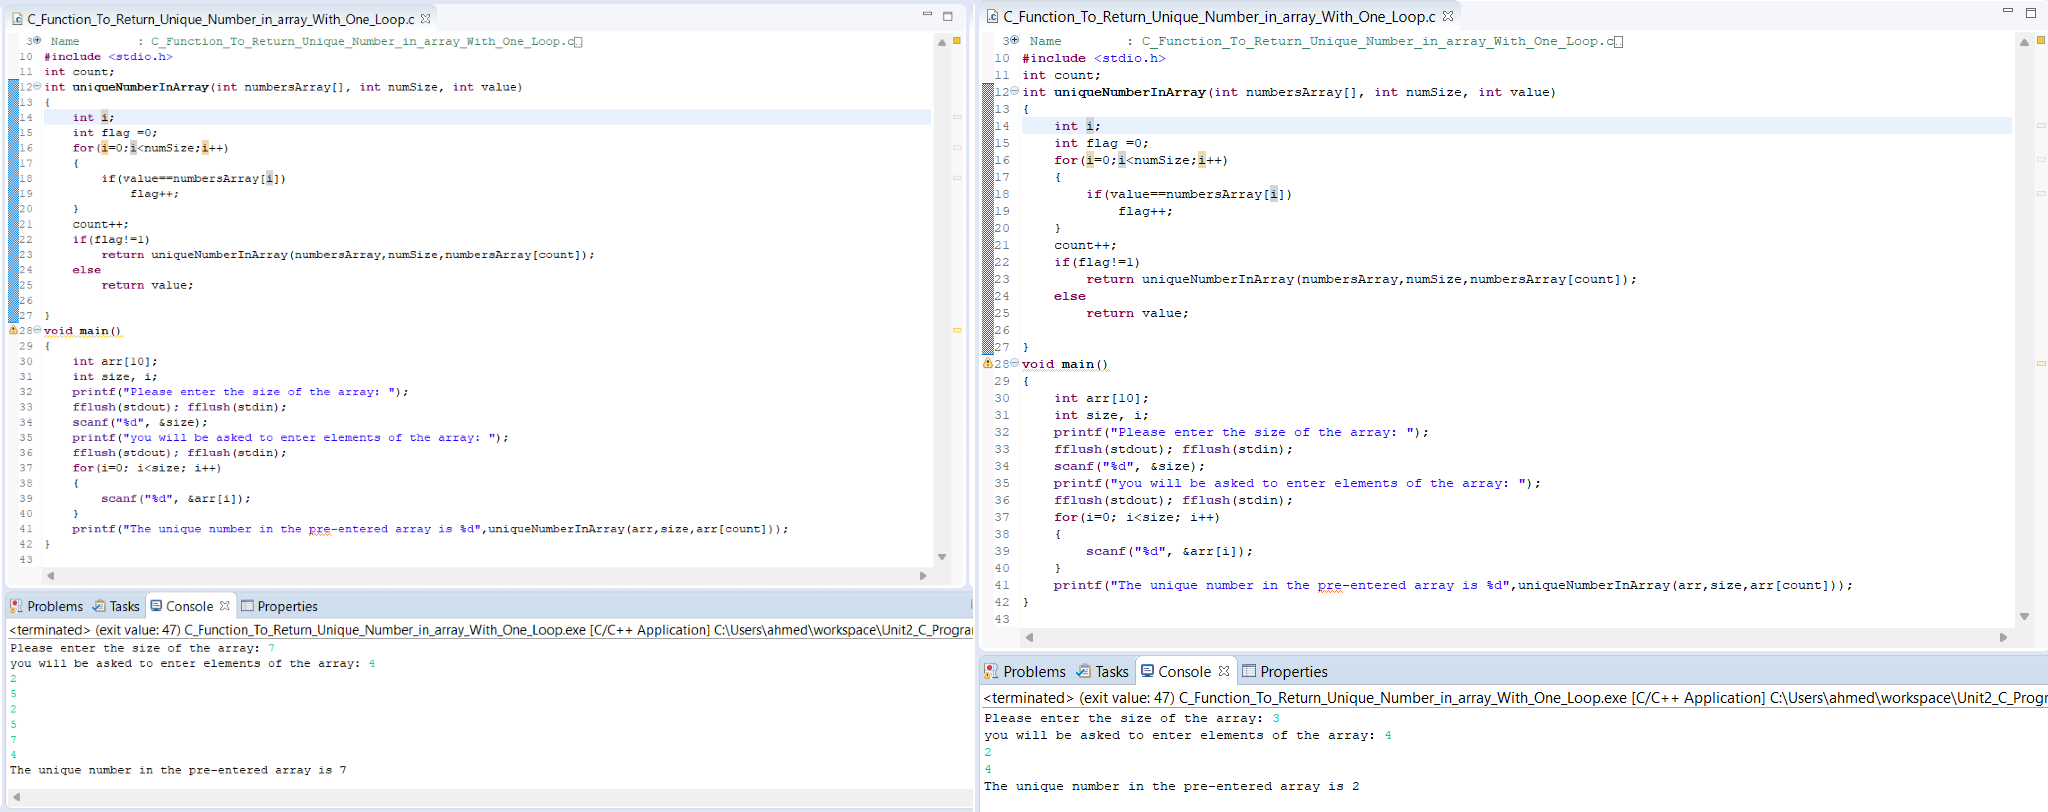 C_Function_To_Return_Unique_Number_in_array_With_One_Loop.c
3 Name : C_Function_To_Return_Unique_Number_in_array_With_One_Loop.c
10 #include <stdio.h>
11 int count;
12 int uniqueNumberInArray(int numbersArray[], int numSize, int value)
13 {
14 int i;
15 int flag =0;
16 for(i=0;i<numSize;i++)
17 {
18 if(value==numbersArray[i])
19 flag++;
20 }
21 count++;
22 if(flag!=1)
23 return uniqueNumberInArray(numbersArray,numSize,numbersArray[count]);
24 else
25 return value;
26
27 }
28 void main()
29 {
30 int arr[10];
31 int size, i;
32 printf("Please enter the size of the array: ");
33 fflush(stdout); fflush(stdin);
34 scanf("%d", &size);
35 printf("you will be asked to enter elements of the array: ");
36 fflush(stdout); fflush(stdin);
37 for(i=0; i<size; i++)
38 {
39 scanf("%d", &arr[i]);
40 }
41 printf("The unique number in the pre-entered array is %d",uniqueNumberInArray(arr,size,arr[count]));
42 }
43
Problems Tasks Console Properties
<terminated> (exit value: 47) C_Function_To_Return_Unique_Number_in_array_With_One_Loop.exe [C/C++ Application] C:\Users\ahmed\workspace\Unit2_C_Progra
Please enter the size of the array: 7
you will be asked to enter elements of the array: 4
2
5
2
5
7
4
The unique number in the pre-entered array is 7
C_Function_To_Return_Unique_Number_in_array_With_One_Loop.c
3 Name : C_Function_To_Return_Unique_Number_in_array_With_One_Loop.c
10 #include <stdio.h>
11 int count;
12 int uniqueNumberInArray(int numbersArray[], int numSize, int value)
13 {
14 int i;
15 int flag =0;
16 for(i=0;i<numSize;i++)
17 {
18 if(value==numbersArray[i])
19 flag++;
20 }
21 count++;
22 if(flag!=1)
23 return uniqueNumberInArray(numbersArray,numSize,numbersArray[count]);
24 else
25 return value;
26
27 }
28 void main()
29 {
30 int arr[10];
31 int size, i;
32 printf("Please enter the size of the array: ");
33 fflush(stdout); fflush(stdin);
34 scanf("%d", &size);
35 printf("you will be asked to enter elements of the array: ");
36 fflush(stdout); fflush(stdin);
37 for(i=0; i<size; i++)
38 {
39 scanf("%d", &arr[i]);
40 }
41 printf("The unique number in the pre-entered array is %d",uniqueNumberInArray(arr,size,arr[count]));
42 }
43
Problems Tasks Console Properties
<terminated> (exit value: 47) C_Function_To_Return_Unique_Number_in_array_With_One_Loop.exe [C/C++ Application] C:\Users\ahmed\workspace\Unit2_C_Progr
Please enter the size of the array: 3
you will be asked to enter elements of the array: 4
2
4
The unique number in the pre-entered array is 2